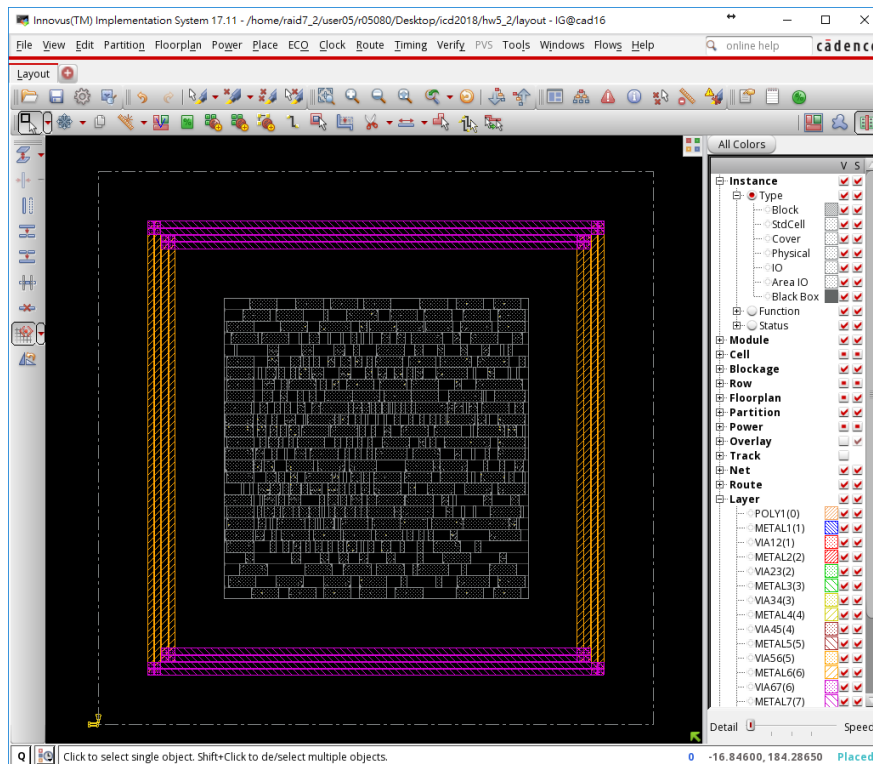 Innovus(TM) Implementation System 17.11 - /home/raid7_2/user05/r05080/Desktop/icd2018/hw5_2/layout - IG@cad16
File View Edit Partition Floorplan Power Place ECO Clock Route Timing Verify PVS Tools Windows Flows Help online help cādence
Layout
All Colors
V S
Instance
Type
Block
StdCell
Cover
Physical
IO
Area IO
Black Box
Function
Status
Module
Cell
Blockage
Row
Floorplan
Partition
Power
Overlay
Track
Net
Route
Layer
POLY1(0)
METAL1(1)
VIA12(1)
METAL2(2)
VIA23(2)
METAL3(3)
VIA34(3)
METAL4(4)
VIA45(4)
METAL5(5)
VIA56(5)
METAL6(6)
VIA67(6)
METAL7(7)
Detail Speed
Q Click to select single object. Shift+Click to de/select multiple objects. 0 -16.84600, 184.28650 Placed